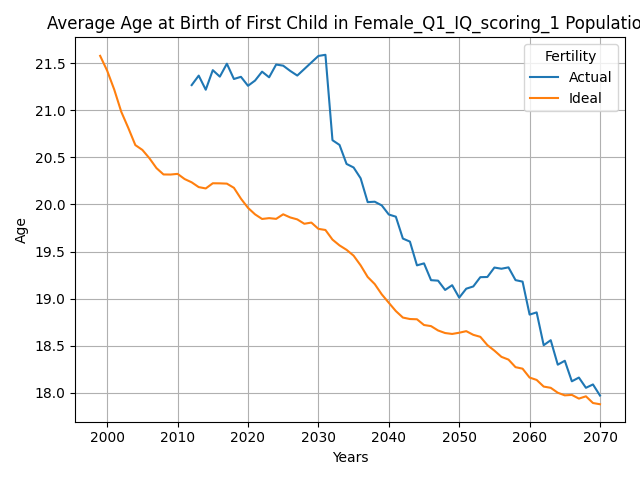 Average Age at Birth of First Child in Female_Q1_IQ_scoring_1 Populatio
Fertility
Actual
Ideal
21.5
21.0
20.5
20.0
19.5
19.0
18.5
18.0
Age
2000 2010 2020 2030 2040 2050 2060 2070
Years